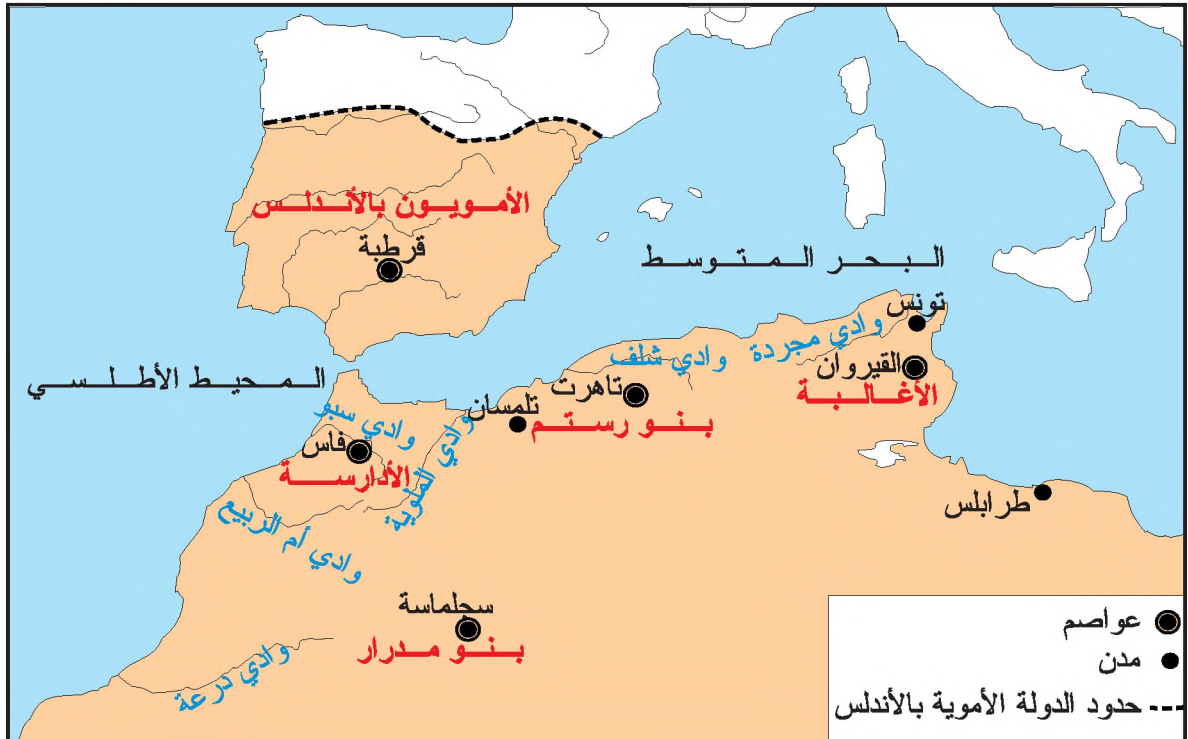 الأمويون بالأندلس
قرطبة
البحر المتوسط
تونس
وادي مجردة
وادي شلف
القيروان
الأغالبة
المحيط الأطلسي
تاهرت
تلمسان
بنو رستم
وادي سبو
فاس
الأدارسة
وادي الملوية
وادي أم الربيع
طرابلس
سجلماسة
بنو مدرار
وادي درعة
عواصم
مدن
حدود الدولة الأموية بالأندلس